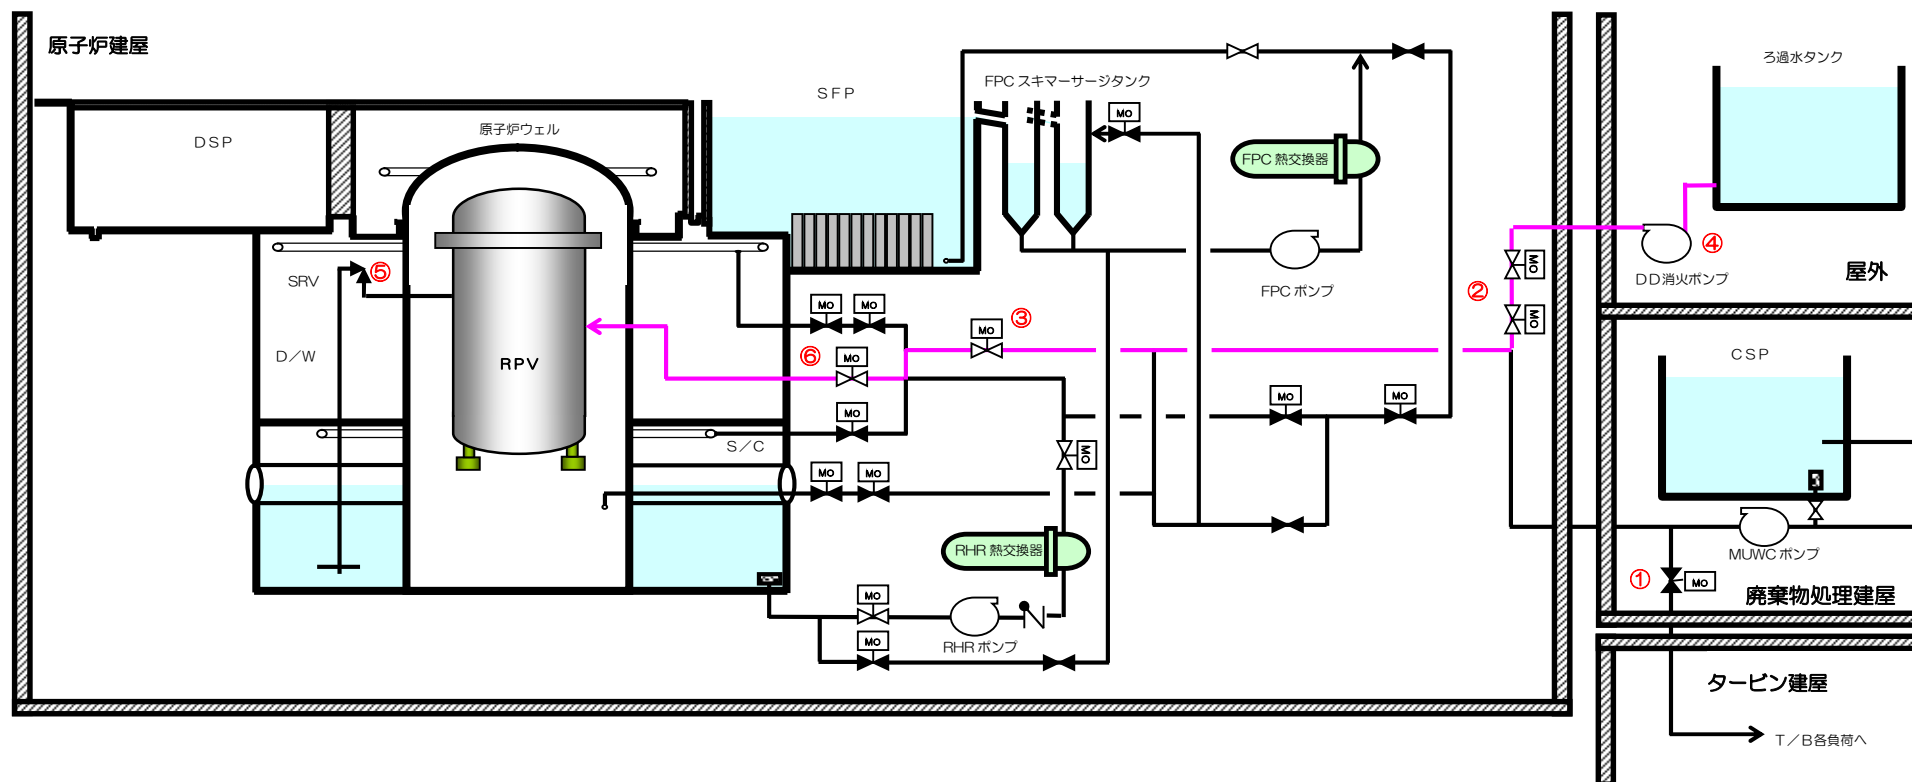 原子炉建屋
ろ過水タンク
FPC スキマーサージタンク
SFP
MO
原子炉ウェル
DSP
FPC 熱交換器
④
DD消火ポンプ
屋外
SRV
⑤
②
MO
MO
FPC ポンプ
MO
MO
③
MO
D/W
RPV
⑥
MO
CSP
MO
MO
MO
S/C
MO
MO
MO
RHR 熱交換器
MUWC ポンプ
①
MO
廃棄物処理建屋
MO
RHR ポンプ
MO
タービン建屋
T/B各負荷へ